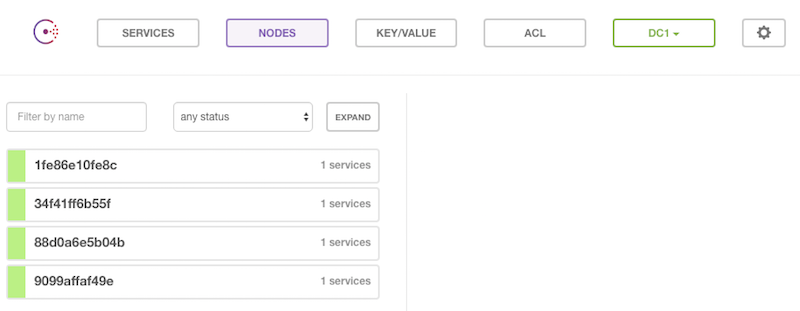 SERVICES NODES KEY/VALUE ACL DC1
Filter by name any status EXPAND
1fe86e10fe8c 1 services
34f41ff6b55f 1 services
88d0a6e5b04b 1 services
9099affaf49e 1 services